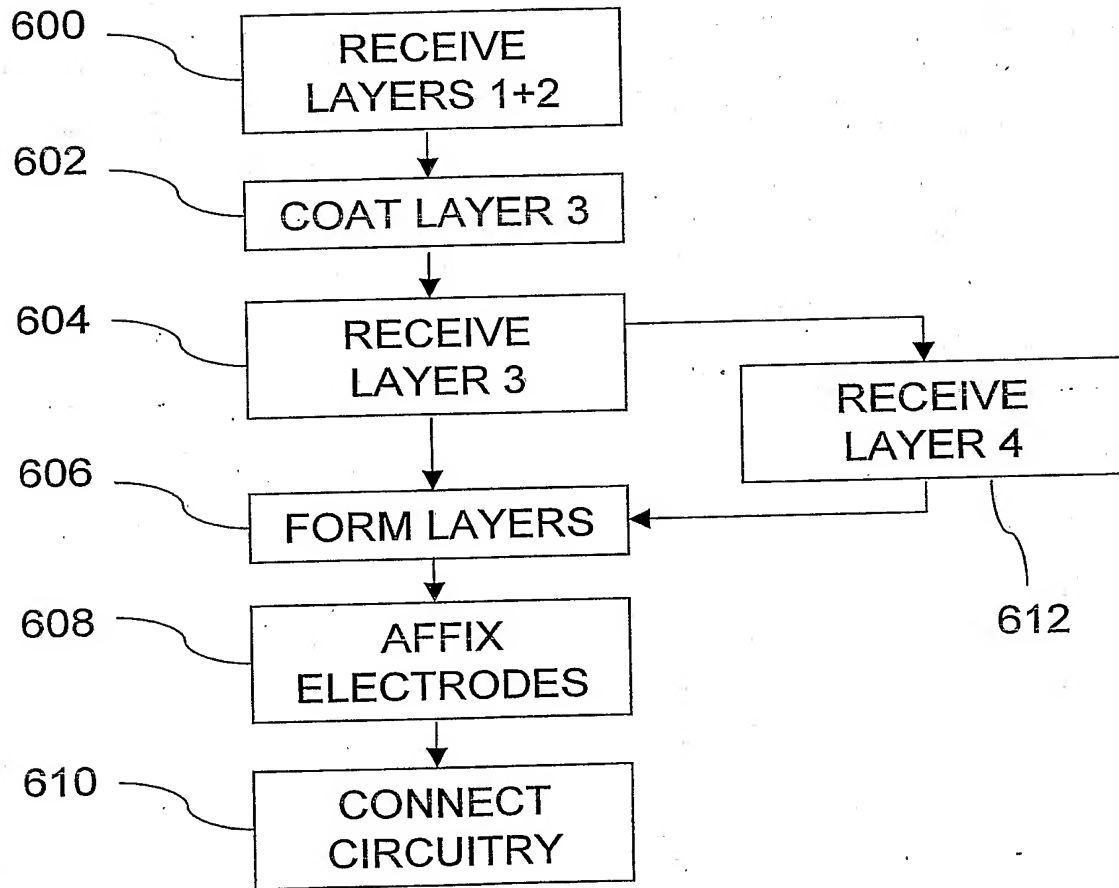 600
RECEIVE
LAYERS 1+2
602
COAT LAYER 3
604
RECEIVE
LAYER 3
RECEIVE
LAYER 4
606
FORM LAYERS
612
608
AFFIX
ELECTRODES
610
CONNECT
CIRCUITRY